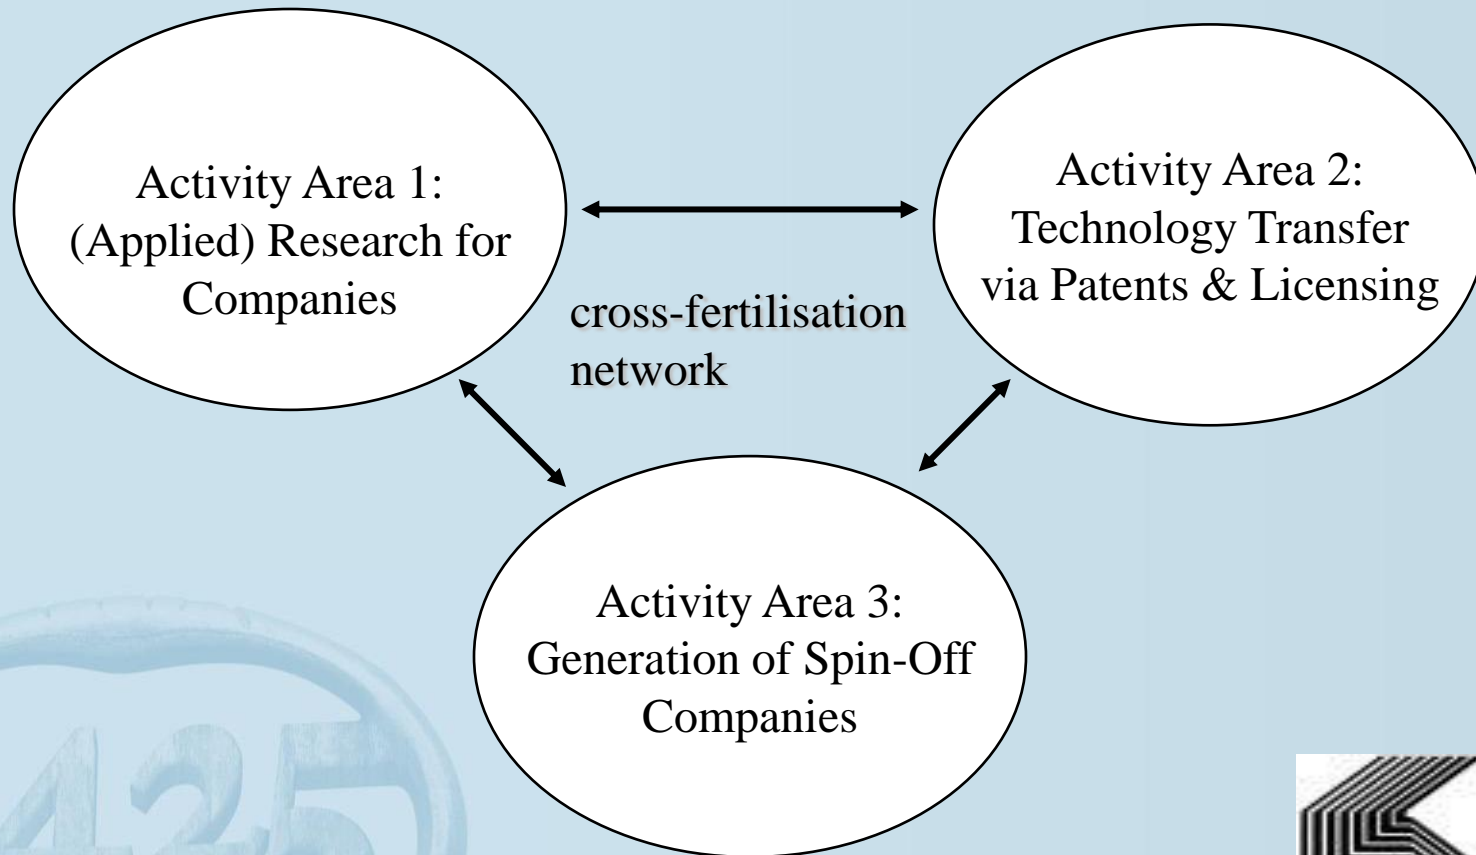 Activity Area 1:
(Applied) Research for
Companies
Activity Area 2:
Technology Transfer
via Patents & Licensing
cross-fertilisation
network
Activity Area 3:
Generation of Spin-Off
Companies
1425